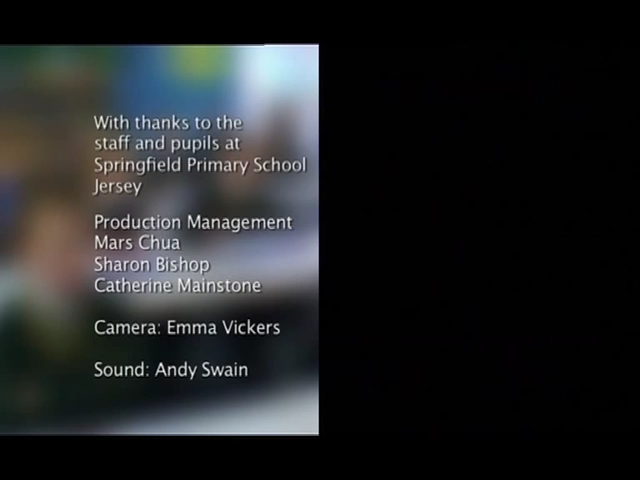 With thanks to the
staff and pupils at
Springfield Primary School
Jersey
Production Management
Mars Chua
Sharon Bishop
Catherine Mainstone
Camera: Emma Vickers
Sound: Andy Swain